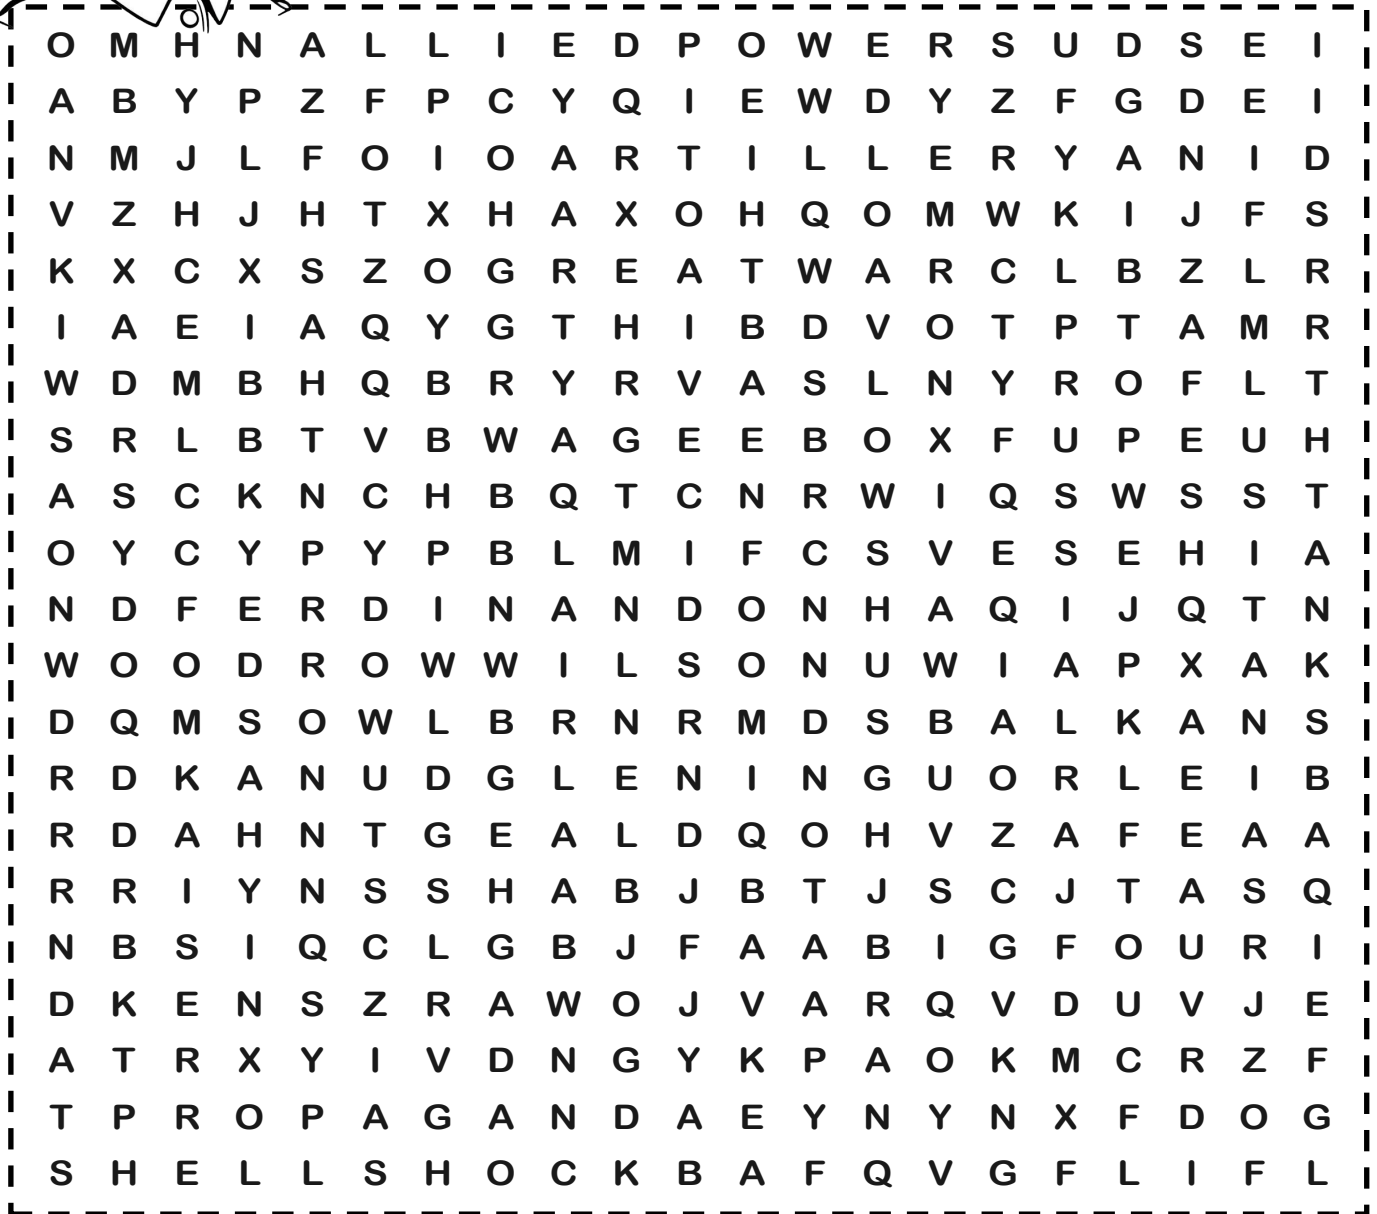 O M H N A L L I E D P O W E R S U D S E I
A B Y P Z F P C Y Q I E W D Y Z F G D E I
N M J L F O I O A R T I L L E R Y A N I D
V Z H J H T X H A X O H Q O M W K I J F S
K X C X S Z O G R E A T W A R C L B Z L R
I A E I A Q Y G T H I B D V O T P T A M R
W D M B H Q B R Y R V A S L N Y R O F L T
S R L B T V B W A G E E B O X F U P E U H
A S C K N C H B Q T C N R W I Q S W S S T
O Y C Y P Y P B L M I F C S V E S E H I A
N D F E R D I N A N D O N H A Q I J Q T N
W O O D R O W W I L S O N U W I A P X A K
D Q M S O W L B R N R M D S B A L K A N S
R D K A N U D G L E N I N G U O R L E I B
R D A H N T G E A L D Q O H V Z A F E A A
R R I Y N S S H A B J B T J S C J T A S Q
N B S I Q C L G B J F A A B I G F O U R I
D K E N S Z R A W O J V A R Q V D U V J E
A T R X Y I V D N G Y K P A O K M C R Z F
T P R O P A G A N D A E Y N Y N X F D O G
S H E L L S H O C K B A F Q V G F L I F L